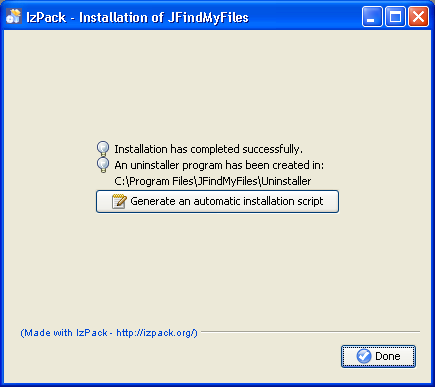 IzPack - Installation of JFindMyFiles
Installation has completed successfully.
An uninstaller program has been created in:
C:\Program Files\JFindMyFiles\Uninstaller
Generate an automatic installation script
(Made with IzPack - http://izpack.org/)
Done